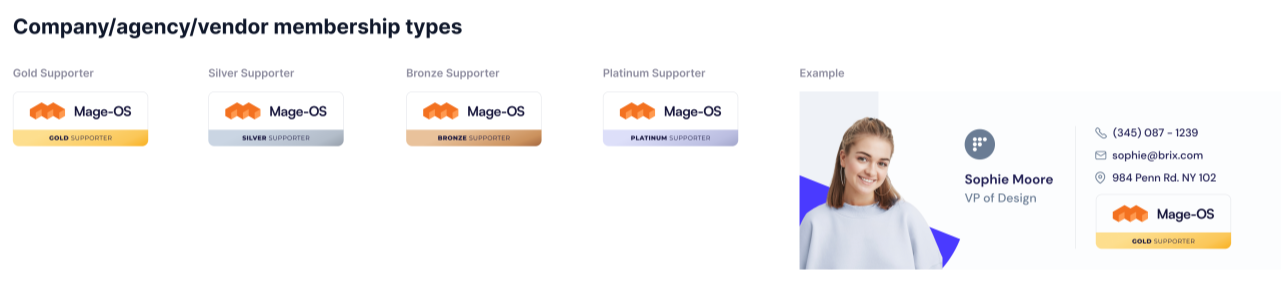 Company/agency/vendor membership types
Gold Supporter
Mage-OS
GOLD SUPPORTER
Silver Supporter
Mage-OS
SILVER SUPPORTER
Bronze Supporter
Mage-OS
BRONZE SUPPORTER
Platinum Supporter
Mage-OS
PLATINUM SUPPORTER
Example
Sophie Moore
VP of Design
(345) 087 - 1239
sophie@brix.com
984 Penn Rd. NY 102
Mage-OS
GOLD SUPPORTER